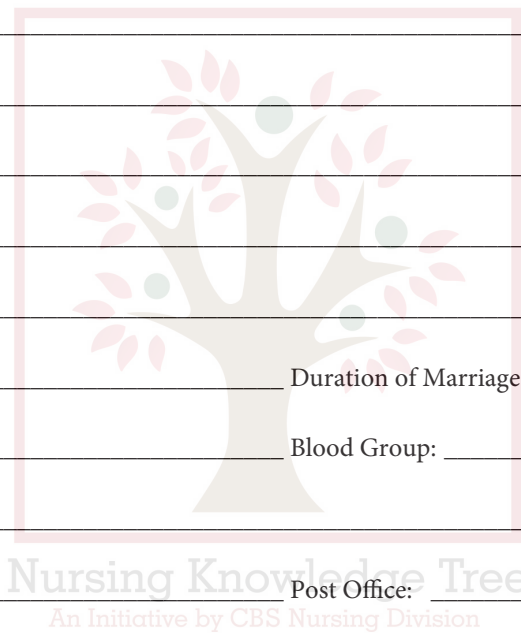 Duration of Marriage
Blood Group:
Nursing Knowledge Tree
Post Office:
An Initiative by CBS Nursing Division